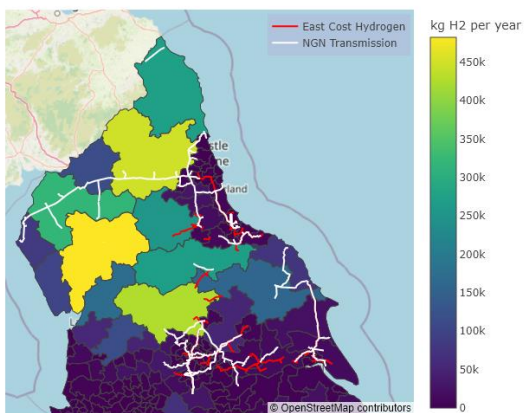 East Cost Hydrogen
NGN Transmission
kg H2 per year
450k
400k
350k
300k
250k
200k
150k
100k
50k
0
© OpenStreetMap contributors